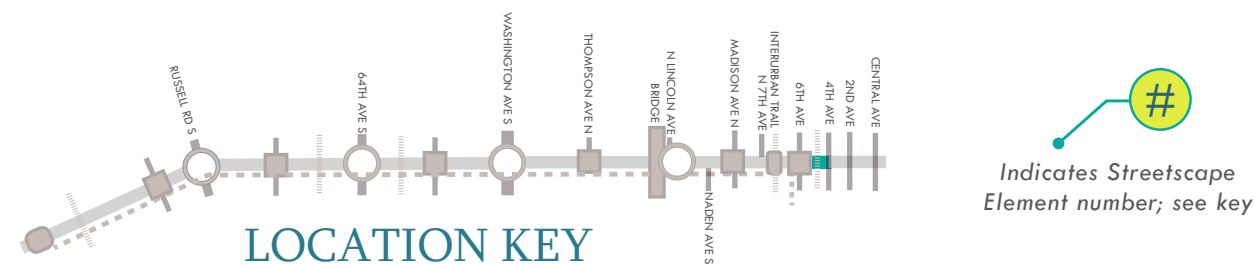 RUSSELL RD S
64TH AVE S
WASHINGTON AVE S
THOMPSON AVE N
N LINCOLN AVE
BRIDGE
MADISON AVE N
INTERURBAN TRAIL
N 7TH AVE
6TH AVE
4TH AVE
2ND AVE
CENTRAL AVE
NADEN AVE S
LOCATION KEY
#
Indicates Streetscape
Element number; see key